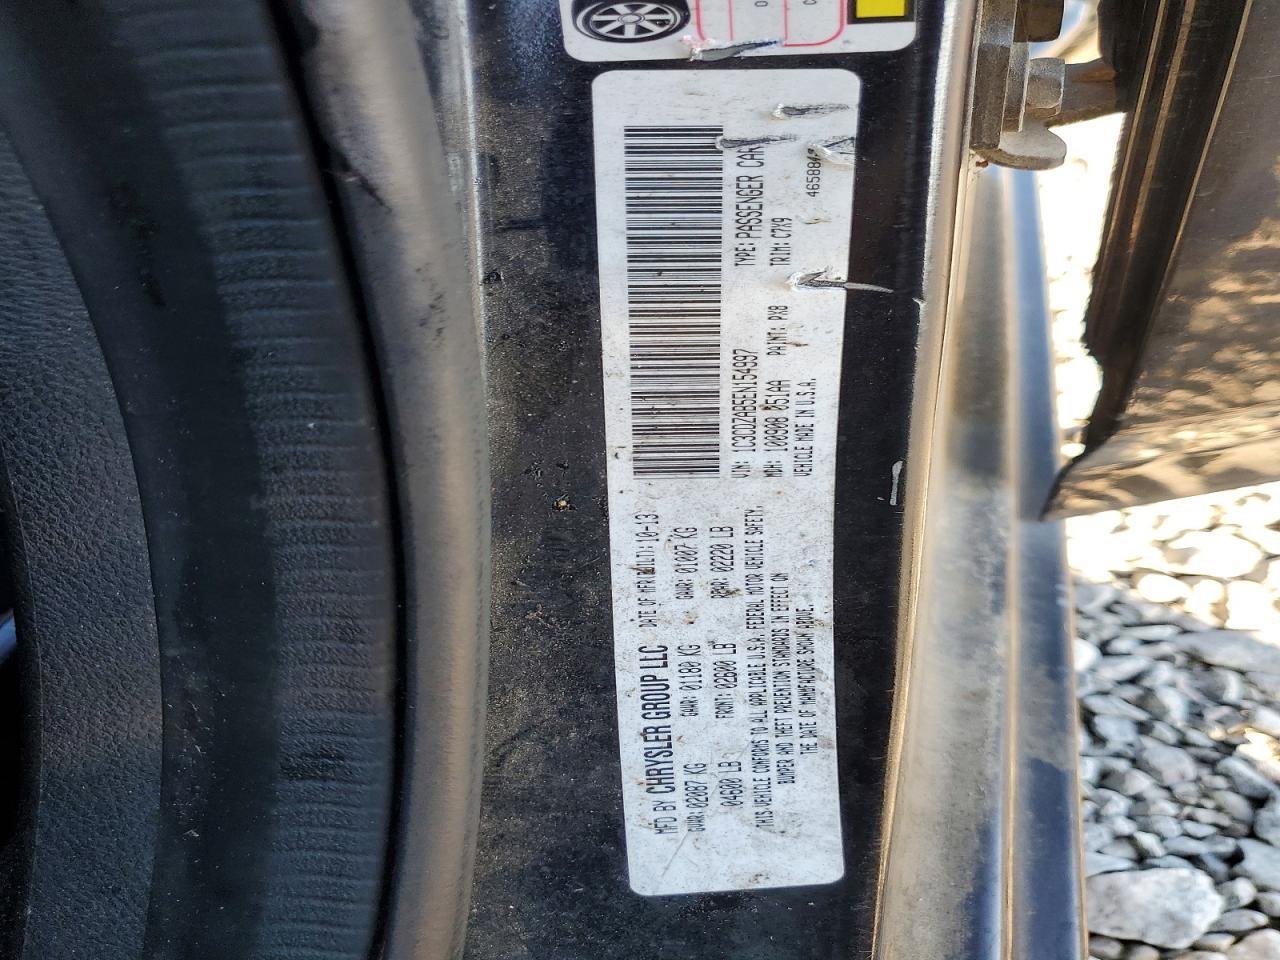 MFD BY CHRYSLER GROUP LLC DATE OF MFR 10-13
GVWR: 02087 KG GAWR: 01180 KG GAWR: 01007 KG
04600 LB FRONT: 02600 LB REAR: 02220 LB
THIS VEHICLE CONFORMS TO ALL APPLICABLE U.S.A. FEDERAL MOTOR VEHICLE SAFETY,
BUMPER AND THEFT PREVENTION STANDARDS IN EFFECT ON
THE DATE OF MANUFACTURE SHOWN ABOVE.
VIN: 1C3CDZAB5EN154997 TYPE: PASSENGER CAR
MDH: 100908 051AA PAINT: PX8 TRIM: C7X9
VEHICLE MADE IN U.S.A.